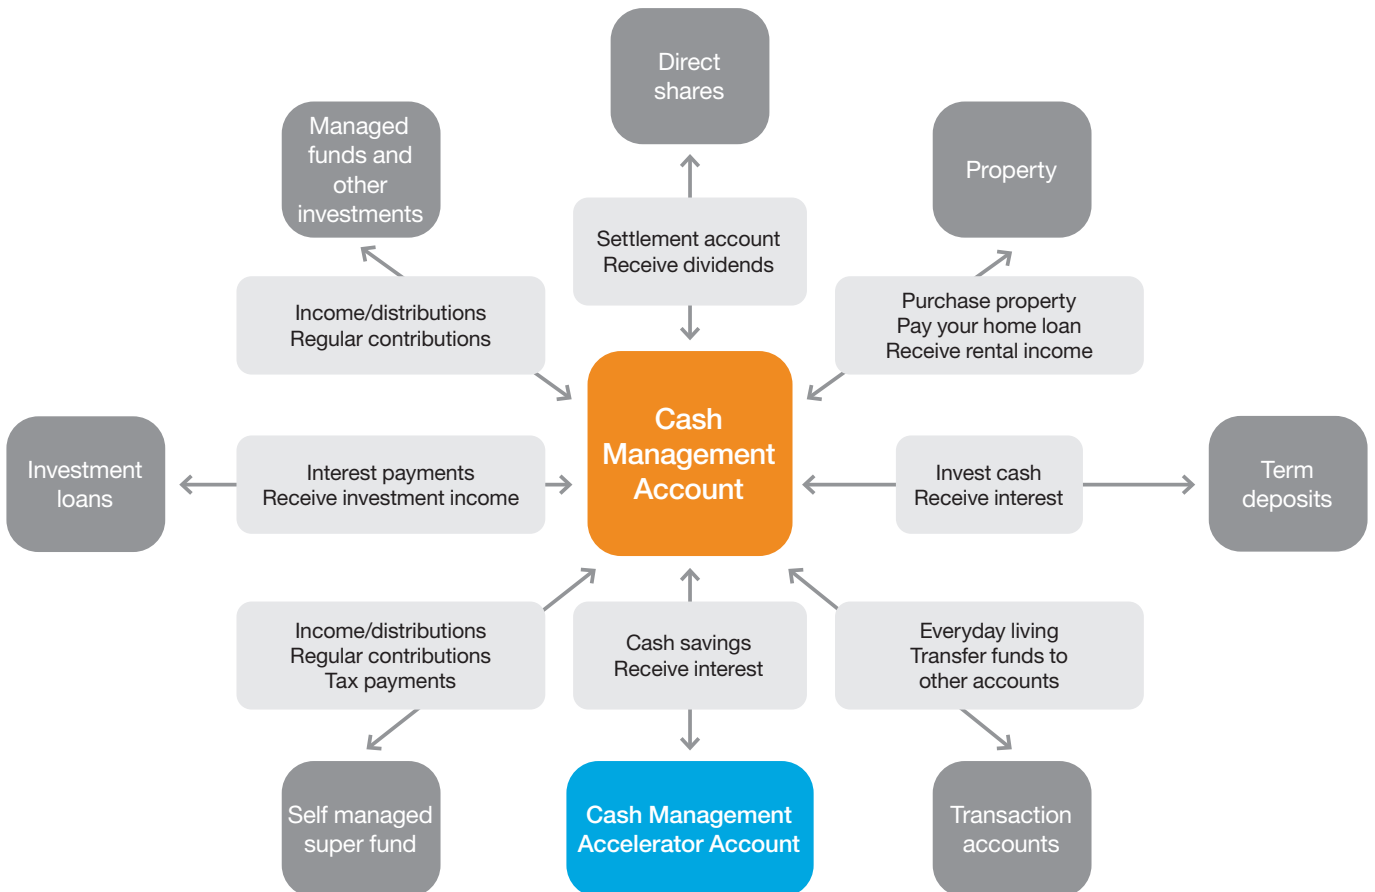 Direct
shares
Managed
funds and
other
investments
Property
Settlement account
Receive dividends
Income/distributions
Regular contributions
Purchase property
Pay your home loan
Receive rental income
Cash
Management
Account
Investment
loans
Interest payments
Receive investment income
Invest cash
Receive interest
Term
deposits
Income/distributions
Regular contributions
Tax payments
Cash savings
Receive interest
Everyday living
Transfer funds to
other accounts
Self managed
super fund
Cash Management
Accelerator Account
Transaction
accounts